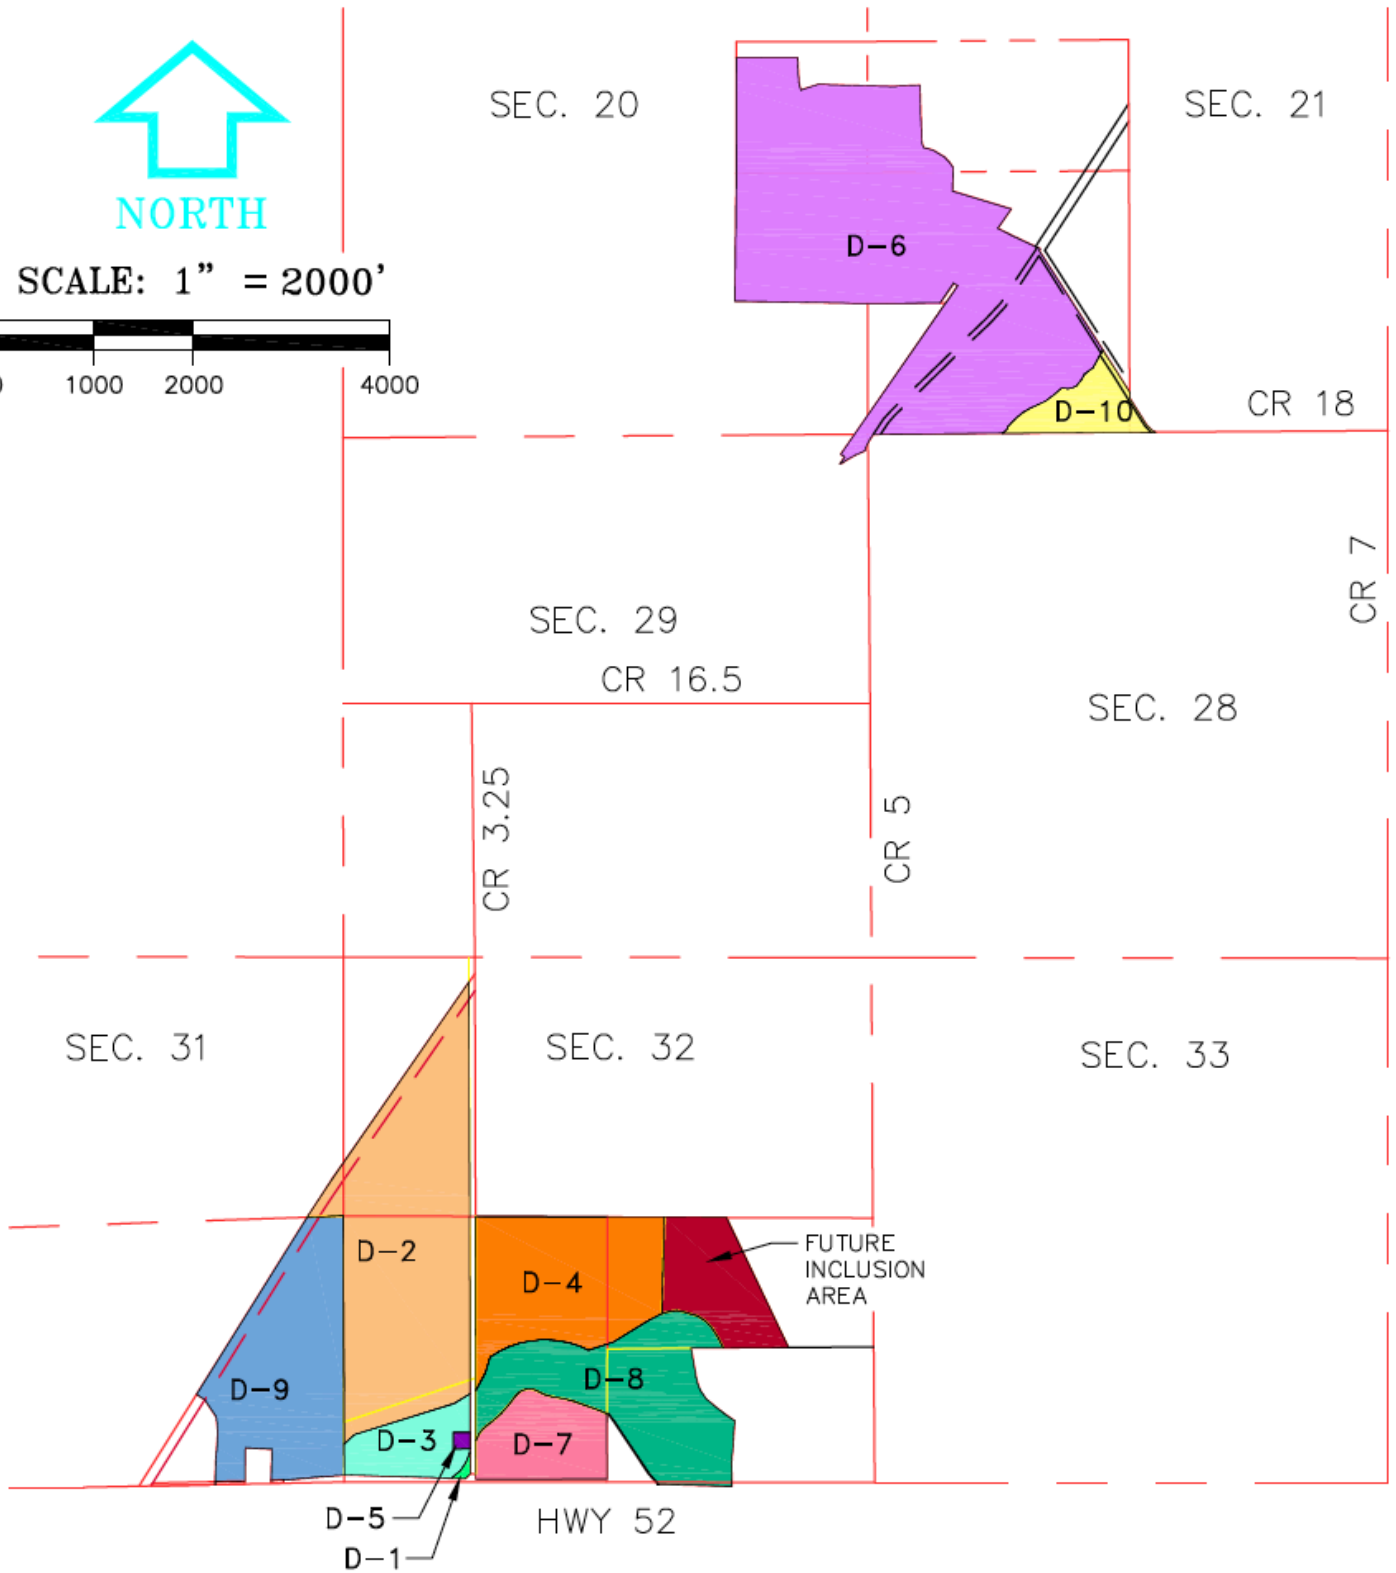 SEC. 20
SEC. 21
NORTH
D-6
SCALE: 1" = 2000'
1000
2000
4000
CR 18
D-10
CR 7
SEC. 29
CR 16.5
SEC. 28
CR 3.25
CR 5
SEC. 31
SEC. 32
SEC. 33
D-2
FUTURE
INCLUSION
AREA
D-4
D-9
D-8
D-3
D-7
D-5
HWY 52
D-1